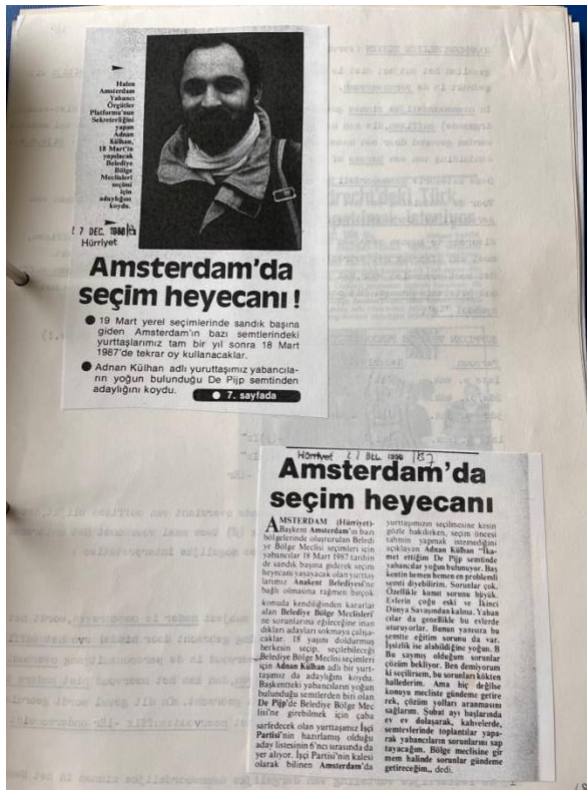 Halen
Amsterdam
Yabancı
Örgütler
Platformu'nun
Sekreterliğini
yapan
Adnan
Külhan,
18 Mart'ta
yapılacak
Belediye
Bölge
Meclisleri
seçimi
için
adaylığını
koydu.
7 DEC. 1986
Hürriyet
Amsterdam'da
seçim heyecanı !
● 19 Mart yerel seçimlerinde sandık başına
giden Amsterdam'ın bazı semtlerindeki
yurttaşlarımız tam bir yıl sonra 18 Mart
1987'de tekrar oy kullanacaklar.
● Adnan Külhan adlı yuruttaşımız yabancıla-
rın yoğun bulunduğu De Pijp semtinden
adaylığını koydu.
● 7. sayfada
Hürriyet 27 DEC. 1986 /87
Amsterdam'da
seçim heyecanı
AMSTERDAM (Hürriyet)-
Başkent Amsterdam'ın bazı
bölgelerinde oluşturulan Beledi
ye Bölge Meclisi seçimleri için
yabancılar 18 Mart 1987 tarihin
de sandık başına giderek seçim
heyecanı yaşayacak olan yurttaş
larımız Anakent Belediyesi'ne
bağlı olmasına rağmen birçok
konuda kendiliğinden kararlar
alan Belediye Bölge Meclisleri'
ne sorunlarına eğileceğine inan
dıkları adayları sokmaya çalışa-
caklar. 18 yaşını doldurmuş
herkesin seçip, seçilebileceği
Belediye Bölge Meclisi seçimleri
için Adnan Külhan adlı bir yurt-
taşımız da adaylığını koydu.
Başkentteki yabancıların yoğun
bulunduğu semtlerden biri olan
De Pijp'de Belediye Bölge Mec
lisi'ne girebilmek için çaba
sarfedecek olan yurttaşımız İşçi
Partisi'nin hazırlamış olduğu
aday listesinin 6'ncı sırasında da
yer alıyor. İşçi Partisi'nin kalesi
olarak bilinen Amsterdam'da
yurttaşımızın seçilmesine kesin
gözle bakılırken, seçim öncesi
tahmin yapmak istemediğini
açıklayan Adnan Külhan "İka-
met ettiğim De Pijp semtinde
yabancılar yoğun bulunuyor. Baş
kentin hemen hemen en problemli
semti diyebilirim. Sorunlar çok.
Özellikle konut sorunu büyük.
Evlerin çoğu eski ve İkinci
Dünya Savaşından kalma. Yaban
cılar da genellikle bu evlerde
oturuyorlar. Bunun yanısıra bu
semtte eğitim sorunu da var.
İşsizlik ise alabildiğine yoğun. B
Bu saymış olduğum sorunlar
çözüm bekliyor. Ben demiyorum
ki seçilirsem, bu sorunları kökten
hallederim. Ama hiç değilse
konuyu mecliste gündeme getire
rek, çözüm yolları aranmasını
sağlarım. Şubat ayı başlarında
ev ev dolaşarak, kahvelerde,
semtevlerinde toplantılar yapa-
rak yabancıların sorunlarını sap
tayacağım. Bölge meclisine gir
mem halinde sorunlar gündeme
getireceğim,, dedi.